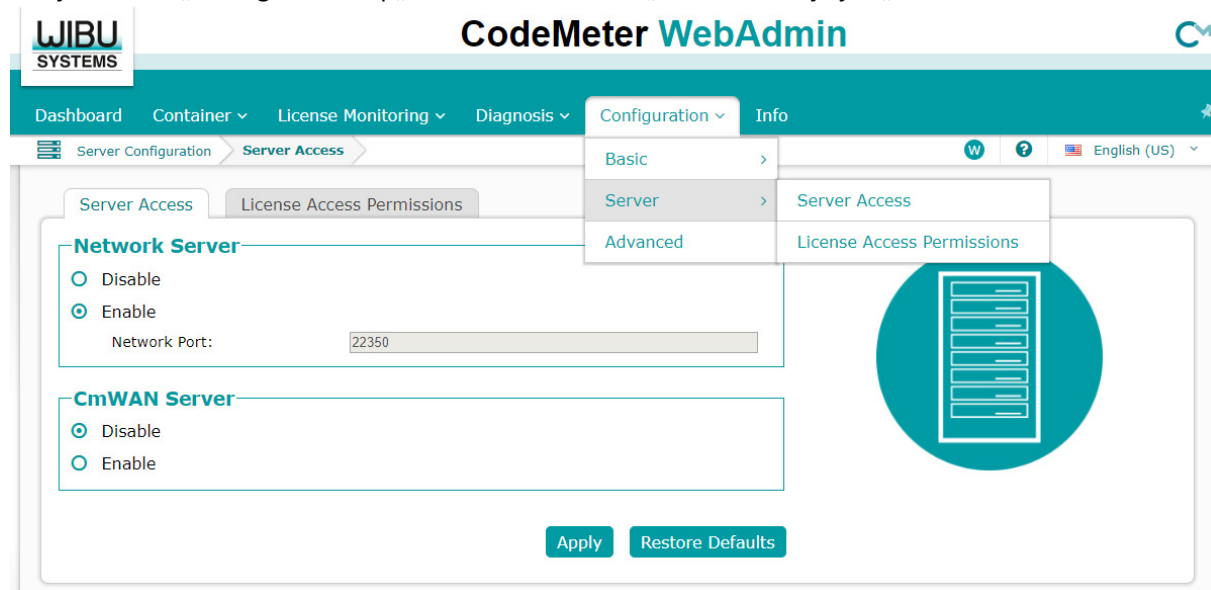 WIBU
SYSTEMS
CodeMeter WebAdmin
Dashboard Container License Monitoring Diagnosis Configuration Info
Server Configuration Server Access
W ? English (US)
Basic
Server
Advanced
Server Access
License Access Permissions
Server Access License Access Permissions
Network Server
Disable
Enable
Network Port: 22350
CmWAN Server
Disable
Enable
Apply Restore Defaults